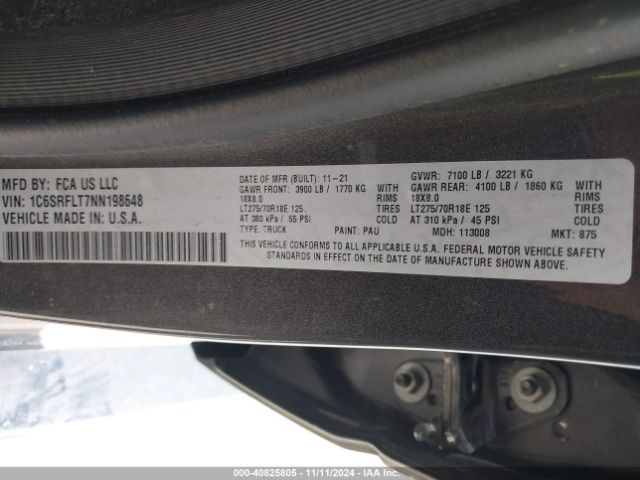 MFD BY: FCA US LLC
VIN: 1C6SRFLT7NN198648
VEHICLE MADE IN: U.S.A.
DATE OF MFR (BUILT): 11-21 GVWR: 7100 LB / 3221 KG
GAWR FRONT: 3900 LB / 1770 KG GAWR REAR: 4100 LB / 1860 KG
18X8.0 RIMS 18X8.0 RIMS
LT275/70R18E 125 TIRES LT275/70R18E 125 TIRES
AT 380 kPa / 55 PSI COLD AT 310 kPa / 45 PSI COLD
TYPE: TRUCK PAINT: PAU MDH: 113008 MKT: 875
THIS VEHICLE CONFORMS TO ALL APPLICABLE U.S.A. FEDERAL MOTOR VEHICLE SAFETY
STANDARDS IN EFFECT ON THE DATE OF MANUFACTURE SHOWN ABOVE.
000-40825805 - 11/11/2024 - IAA Inc.